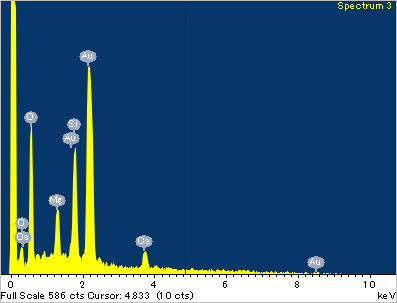 Spectrum 3
Au
O
Si
Au
Mg
C
Ca
Ca
Au
0 2 4 6 8 10
Full Scale 586 cts Cursor: 4.833 (10 cts) keV